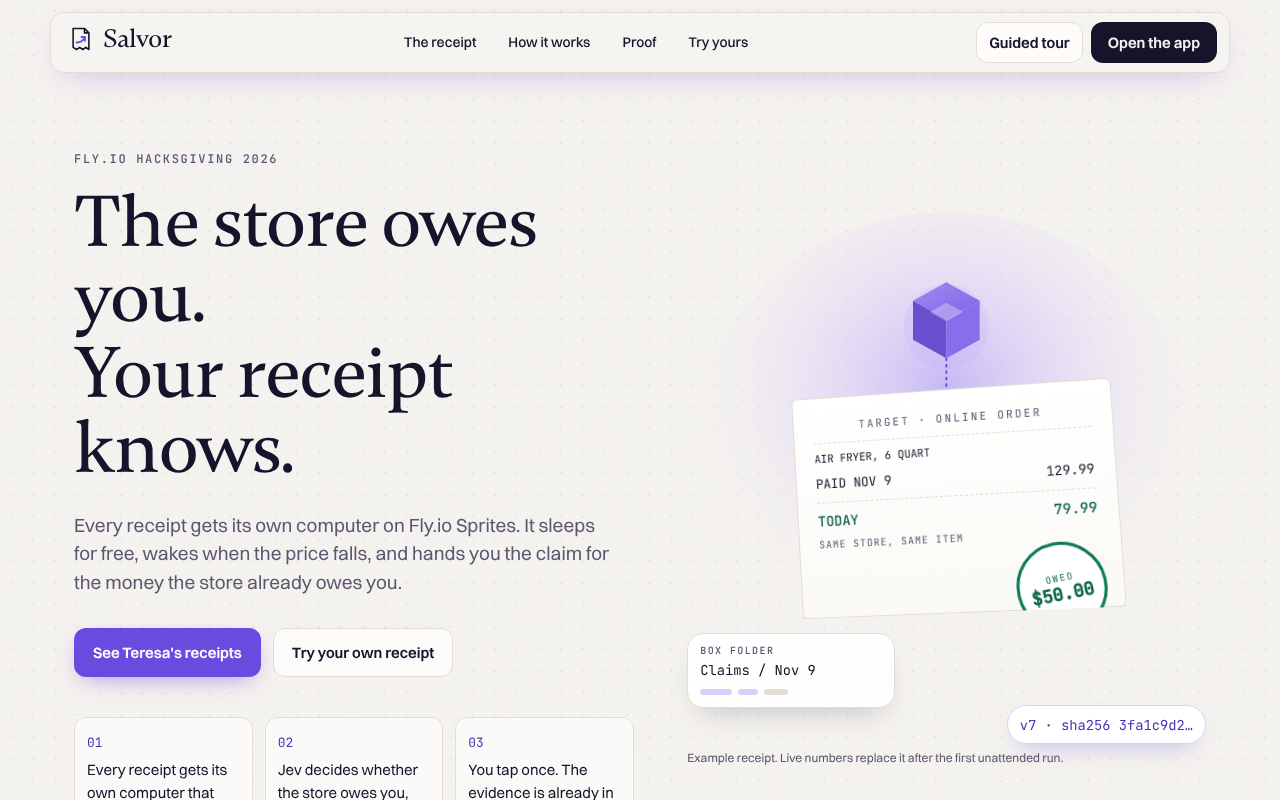 Salvor
The receipt
How it works
Proof
Try yours
Guided tour
Open the app
FLY.IO HACKSGIVING 2026
The store owes
you.
Your receipt
knows.
Every receipt gets its own computer on Fly.io Sprites. It sleeps
for free, wakes when the price falls, and hands you the claim for
the money the store already owes you.
See Teresa's receipts
Try your own receipt
01
Every receipt gets its
own computer that
02
Jev decides whether
the store owes you,
03
You tap once. The
evidence is already in
TARGET · ONLINE ORDER
AIR FRYER, 6 QUART
PAID NOV 9 129.99
TODAY 79.99
SAME STORE, SAME ITEM
OWED
$50.00
BOX FOLDER
Claims / Nov 9
v7 · sha256 3fa1c9d2…
Example receipt. Live numbers replace it after the first unattended run.